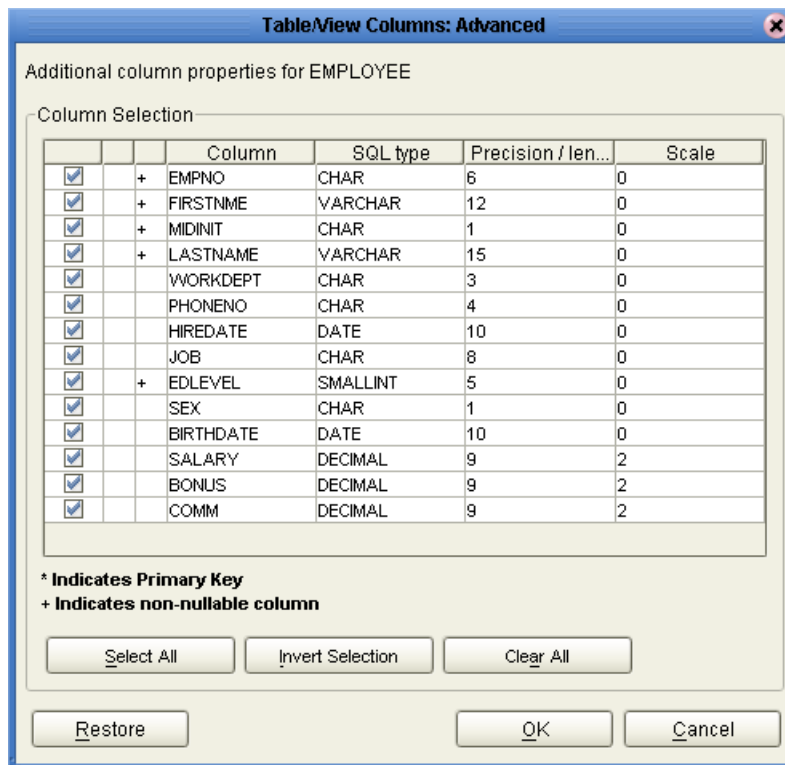 Table/View Columns: Advanced
Additional column properties for EMPLOYEE
Column Selection
Column SQL type Precision / len... Scale
+ EMPNO CHAR 6 0
+ FIRSTNME VARCHAR 12 0
+ MIDINIT CHAR 1 0
+ LASTNAME VARCHAR 15 0
WORKDEPT CHAR 3 0
PHONENO CHAR 4 0
HIREDATE DATE 10 0
JOB CHAR 8 0
+ EDLEVEL SMALLINT 5 0
SEX CHAR 1 0
BIRTHDATE DATE 10 0
SALARY DECIMAL 9 2
BONUS DECIMAL 9 2
COMM DECIMAL 9 2
* Indicates Primary Key
+ Indicates non-nullable column
Select All Invert Selection Clear All
Restore OK Cancel